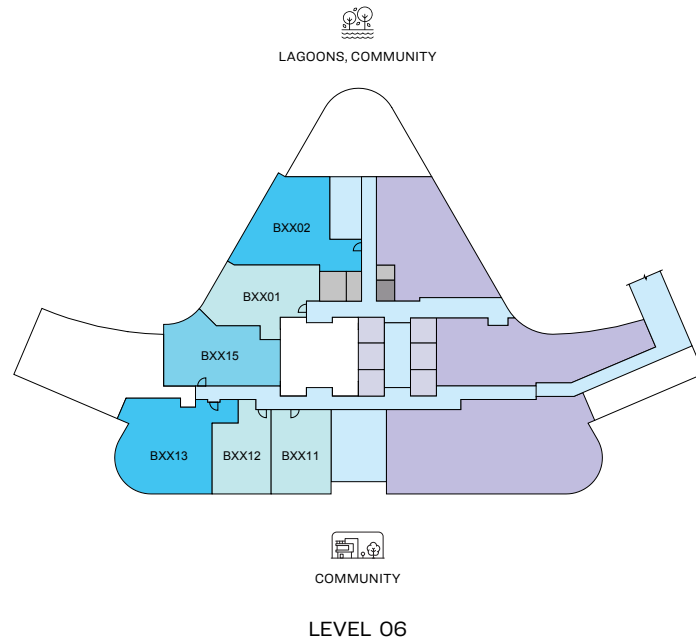 LAGOONS, COMMUNITY
BXX02
BXX01
BXX15
BXX13
BXX12
BXX11
COMMUNITY
LEVEL 06